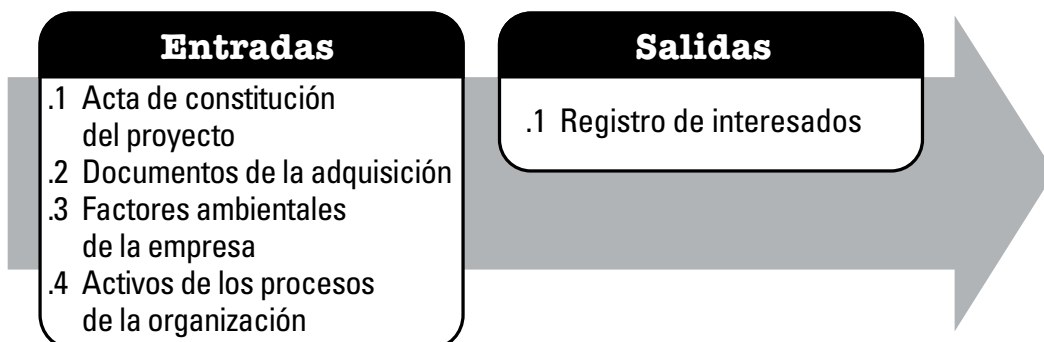 Entradas
.1 Acta de constitución
del proyecto
.2 Documentos de la adquisición
.3 Factores ambientales
de la empresa
.4 Activos de los procesos
de la organización
Salidas
.1 Registro de interesados